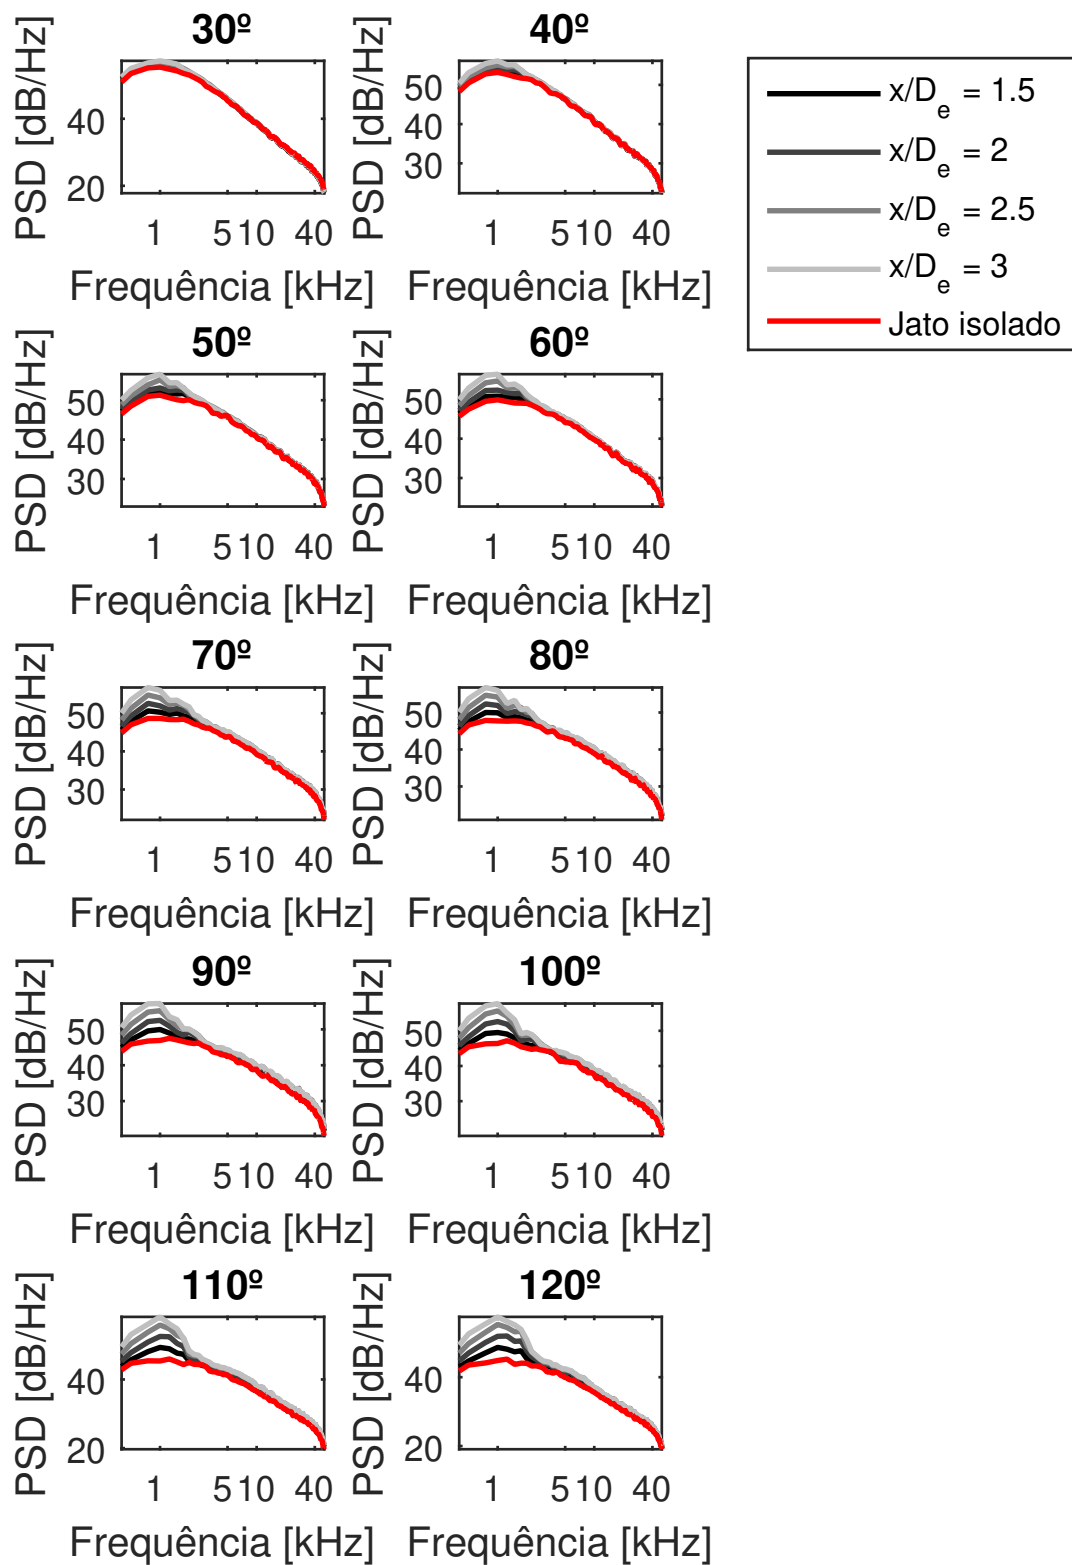 30º
40º
PSD [dB/Hz]
40
20
1 5 10 40
Frequência [kHz]
PSD [dB/Hz]
50
40
30
1 5 10 40
Frequência [kHz]
x/De = 1.5
x/De = 2
x/De = 2.5
x/De = 3
Jato isolado
50º
60º
PSD [dB/Hz]
50
40
30
1 5 10 40
Frequência [kHz]
PSD [dB/Hz]
50
40
30
1 5 10 40
Frequência [kHz]
70º
80º
PSD [dB/Hz]
50
40
30
1 5 10 40
Frequência [kHz]
PSD [dB/Hz]
50
40
30
1 5 10 40
Frequência [kHz]
90º
100º
PSD [dB/Hz]
50
40
30
1 5 10 40
Frequência [kHz]
PSD [dB/Hz]
50
40
30
1 5 10 40
Frequência [kHz]
110º
120º
PSD [dB/Hz]
40
20
1 5 10 40
Frequência [kHz]
PSD [dB/Hz]
40
20
1 5 10 40
Frequência [kHz]